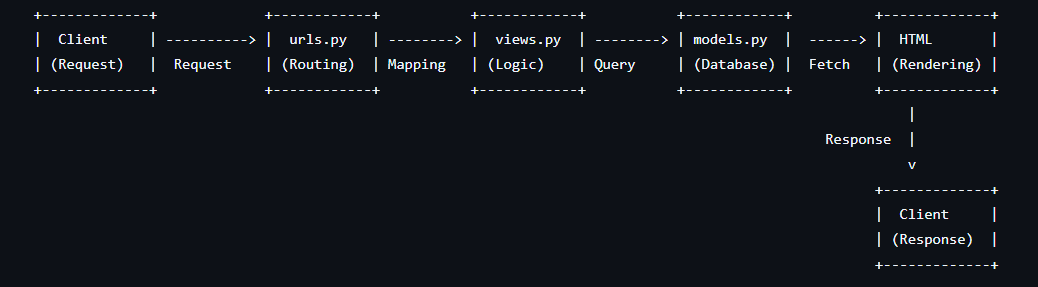 +-------------+             +------------+           +------------+           +------------+          +-------------+
|  Client     | ----------> |  urls.py   | --------> |  views.py  | --------> | models.py  |  ------> |  HTML       |
| (Request)   |  Request    | (Routing)  | Mapping   | (Logic)    | Query     | (Database) |  Fetch   | (Rendering) |
+-------------+             +------------+           +------------+           +------------+          +-------------+
                                                                                                          |
                                                                                                Response  |
                                                                                                          v
                                                                                                      +-------------+
                                                                                                      |  Client     |
                                                                                                      | (Response)  |
                                                                                                      +-------------+